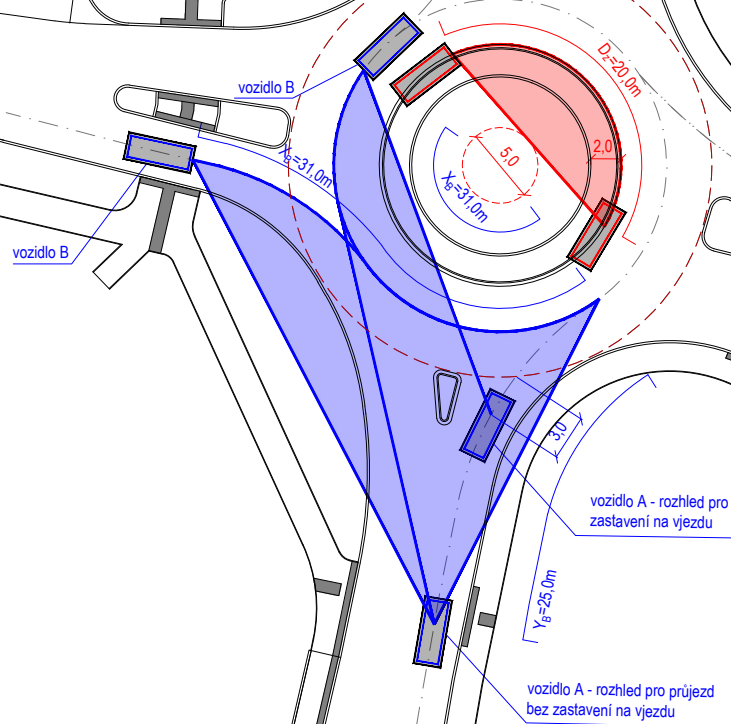 vozidlo B
D_z=20,0m
2,0
5,0
X_B=31,0m
X_B=31,0m
vozidlo B
3,0
vozidlo A - rozhled pro
zastavení na vjezdu
Y_B=25,0m
vozidlo A - rozhled pro průjezd
bez zastavení na vjezdu